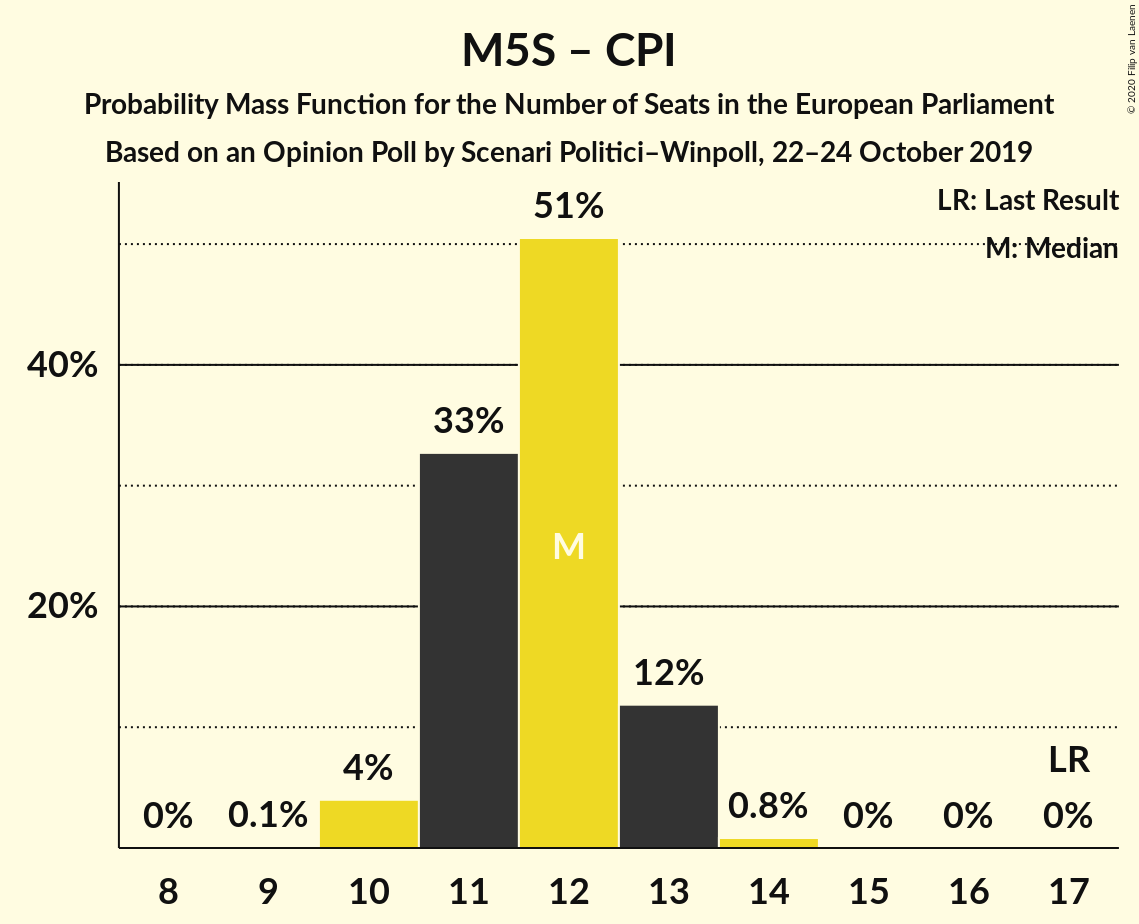 M5S – CPI
Probability Mass Function for the Number of Seats in the European Parliament
Based on an Opinion Poll by Scenari Politici–Winpoll, 22–24 October 2019
© 2020 Filip van Laenen
LR: Last Result
M: Median
51%
40%
33%
M
20%
12%
LR
4%
0%
0.1%
0.8%
0%
0%
0%
8
9
10
11
12
13
14
15
16
17